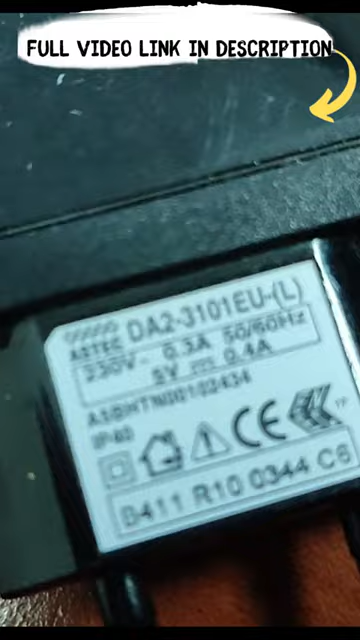 FULL VIDEO LINK IN DESCRIPTION
ASTEC DA2-3101EU-(L)
230V~ 0.3A 50/60Hz
5V ⎓ 0.4A
IP40
CE
B411 R10 0344 C6